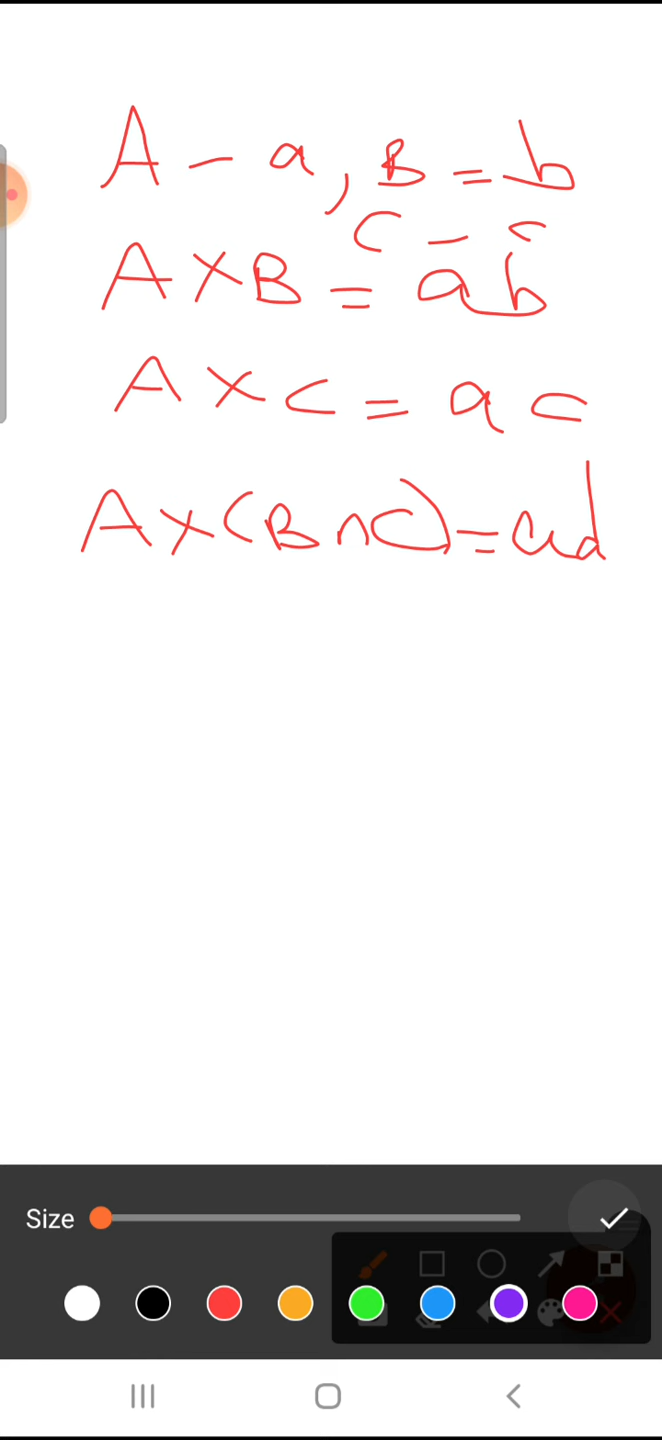 A - a, B = b
C - c
A × B = ab
A × C = ac
A × (B ∩ C) = ad
Size